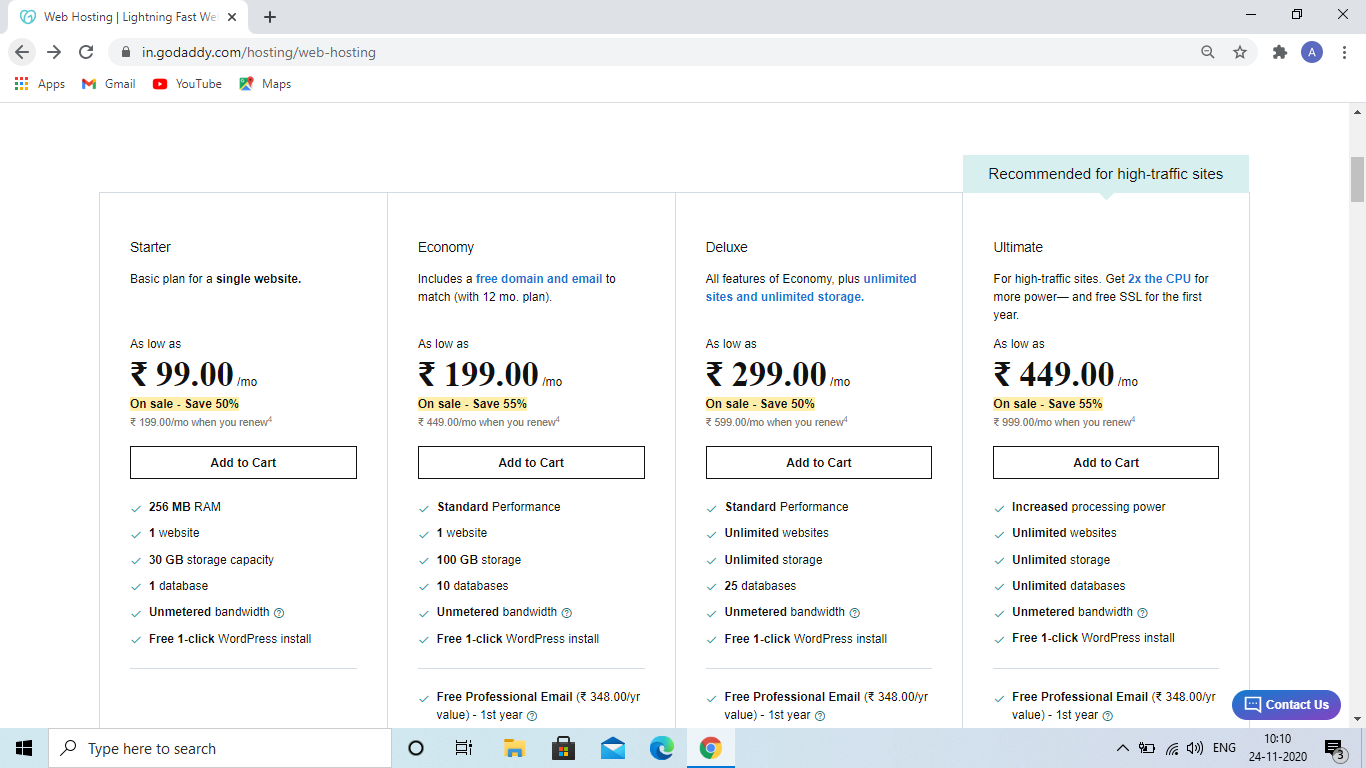 Web Hosting | Lightning Fast We
in.godaddy.com/hosting/web-hosting
A
Apps
Gmail
YouTube
Maps
Recommended for high-traffic sites
Starter
Basic plan for a single website.
As low as
₹ 99.00 /mo
On sale - Save 50%
₹ 199.00/mo when you renew4
Add to Cart
256 MB RAM
1 website
30 GB storage capacity
1 database
Unmetered bandwidth ?
Free 1-click WordPress install
Economy
Includes a free domain and email to
match (with 12 mo. plan).
As low as
₹ 199.00 /mo
On sale - Save 55%
₹ 449.00/mo when you renew4
Add to Cart
Standard Performance
1 website
100 GB storage
10 databases
Unmetered bandwidth ?
Free 1-click WordPress install
Free Professional Email (₹ 348.00/yr
value) - 1st year ?
Deluxe
All features of Economy, plus unlimited
sites and unlimited storage.
As low as
₹ 299.00 /mo
On sale - Save 50%
₹ 599.00/mo when you renew4
Add to Cart
Standard Performance
Unlimited websites
Unlimited storage
25 databases
Unmetered bandwidth ?
Free 1-click WordPress install
Free Professional Email (₹ 348.00/yr
value) - 1st year ?
Ultimate
For high-traffic sites. Get 2x the CPU for
more power— and free SSL for the first
year.
As low as
₹ 449.00 /mo
On sale - Save 55%
₹ 999.00/mo when you renew4
Add to Cart
Increased processing power
Unlimited websites
Unlimited storage
Unlimited databases
Unmetered bandwidth ?
Free 1-click WordPress install
Free Professional Email (₹ 348.00/yr
value) - 1st year ?
Contact Us
Type here to search
ENG
10:10
24-11-2020
3